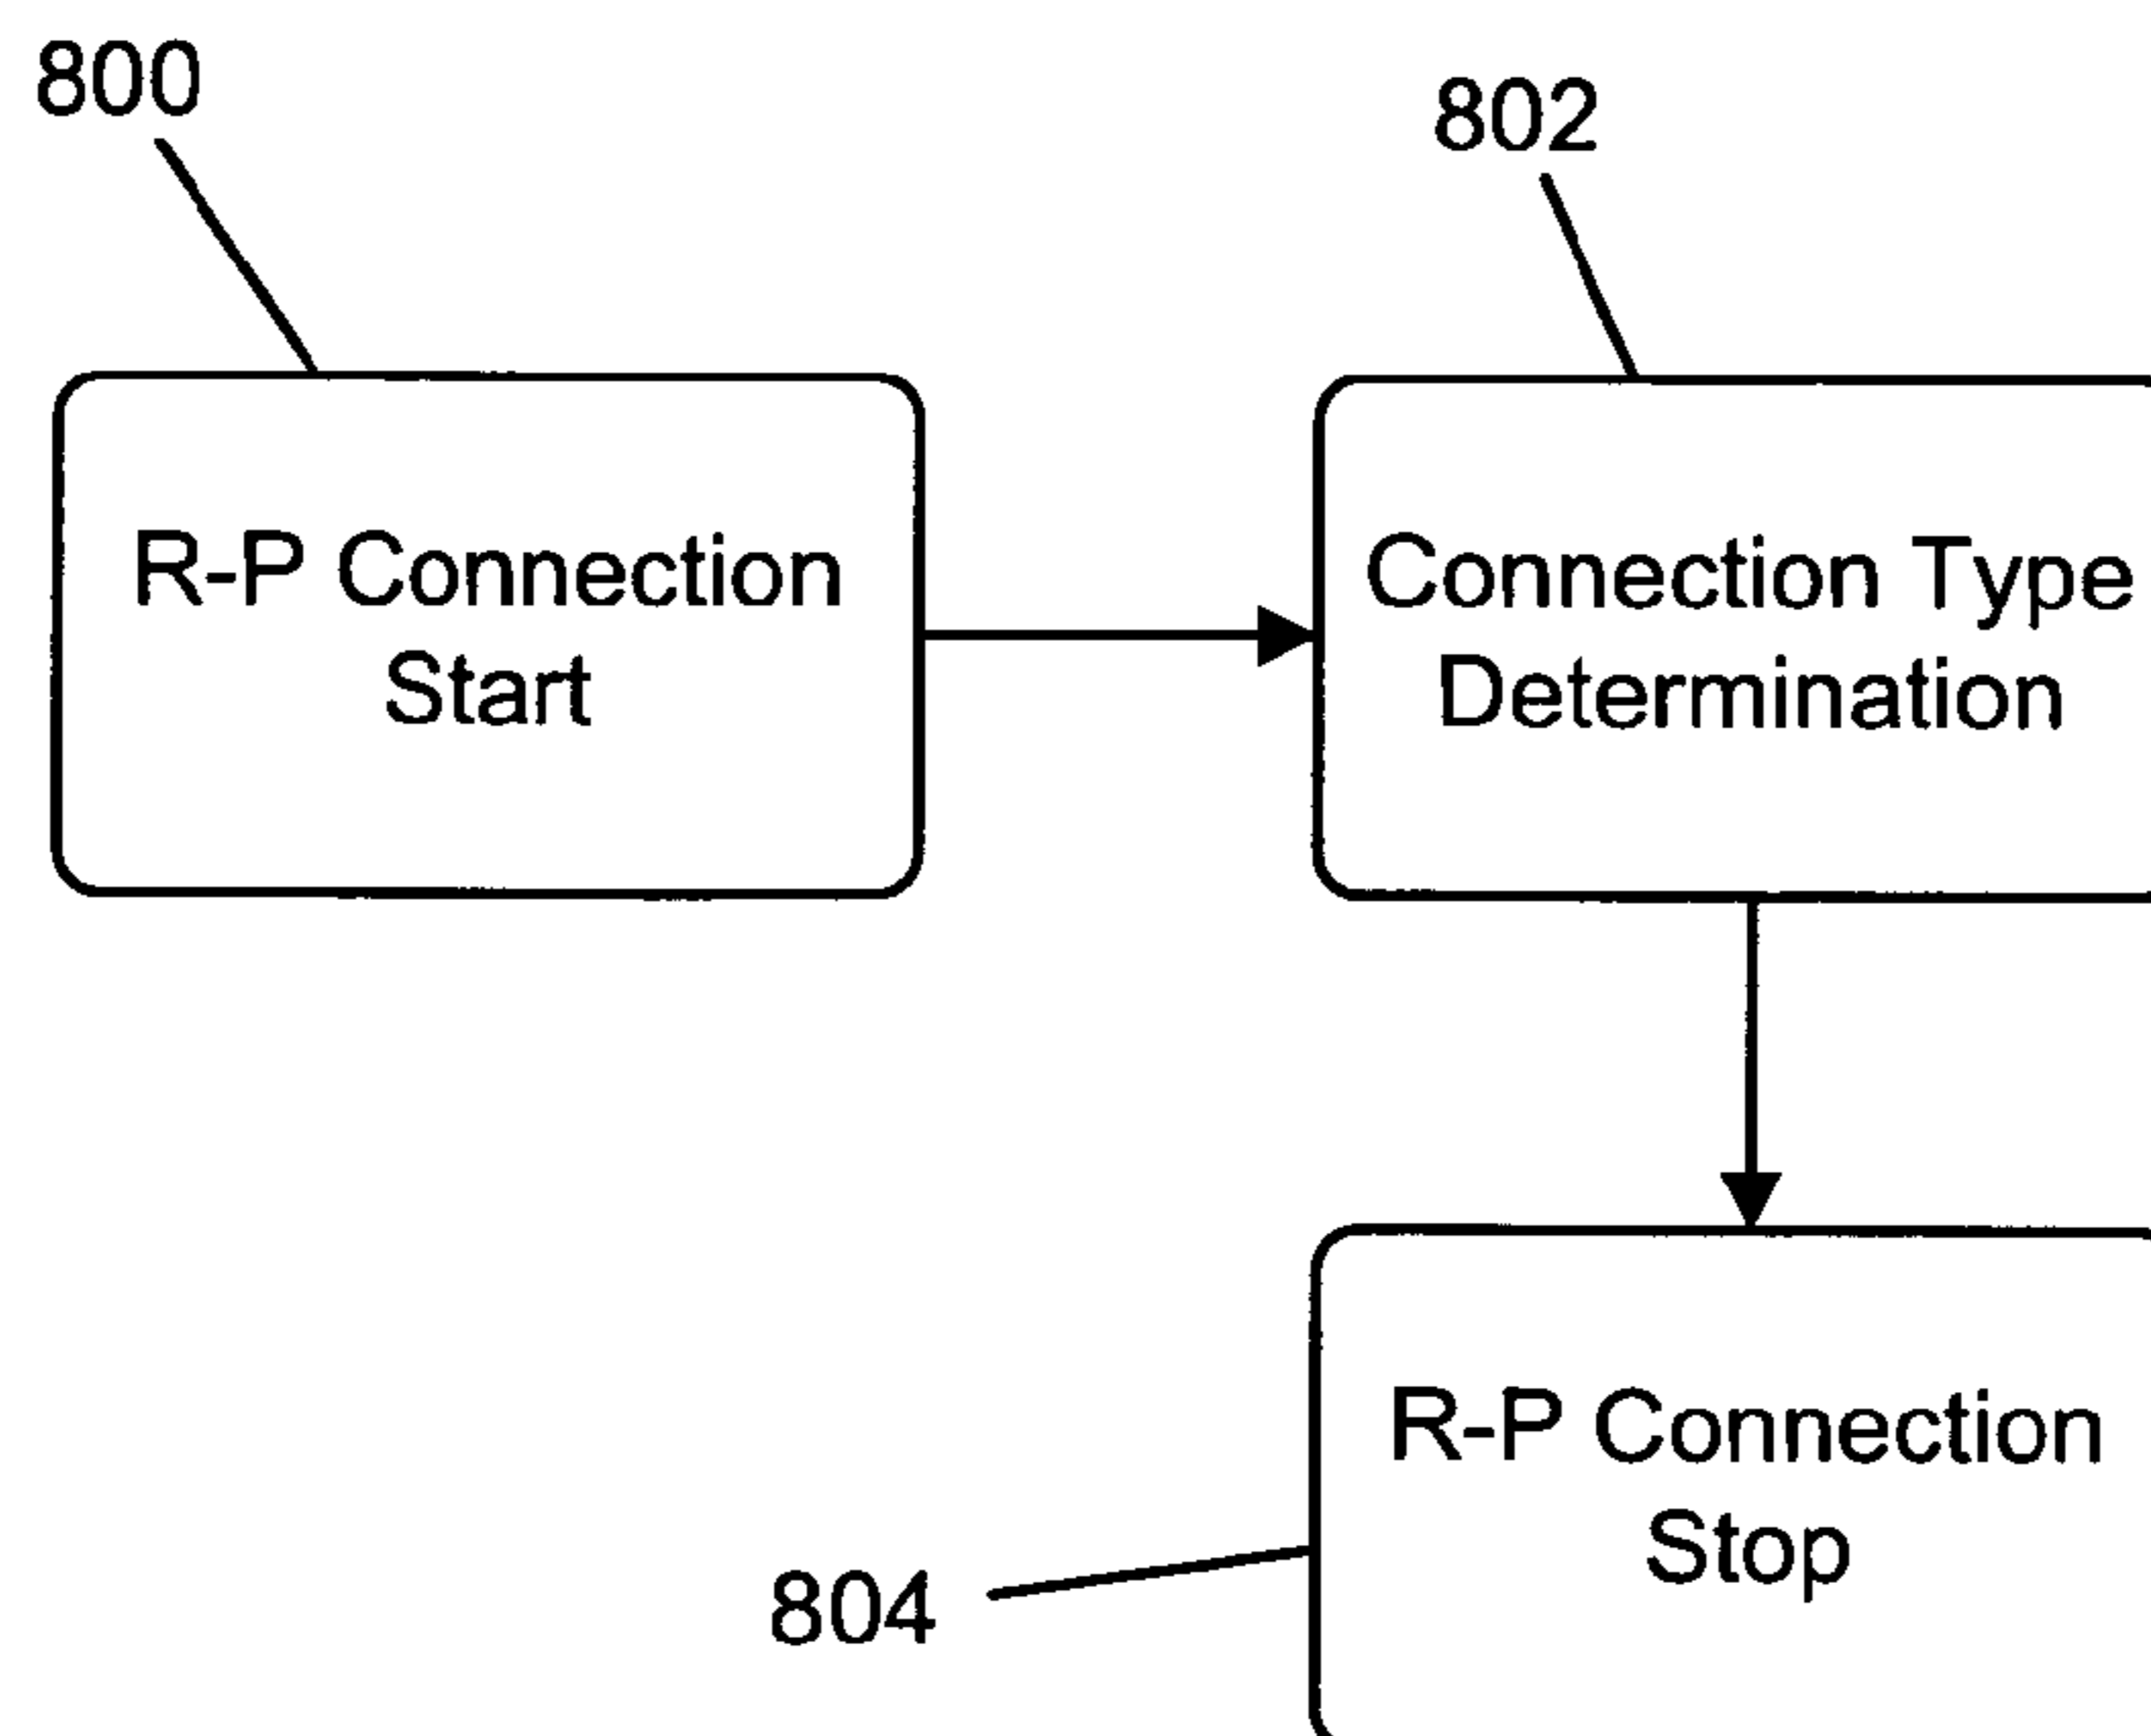 800
802
R-P Connection
Start
Connection Type
Determination
R-P Connection
Stop
804